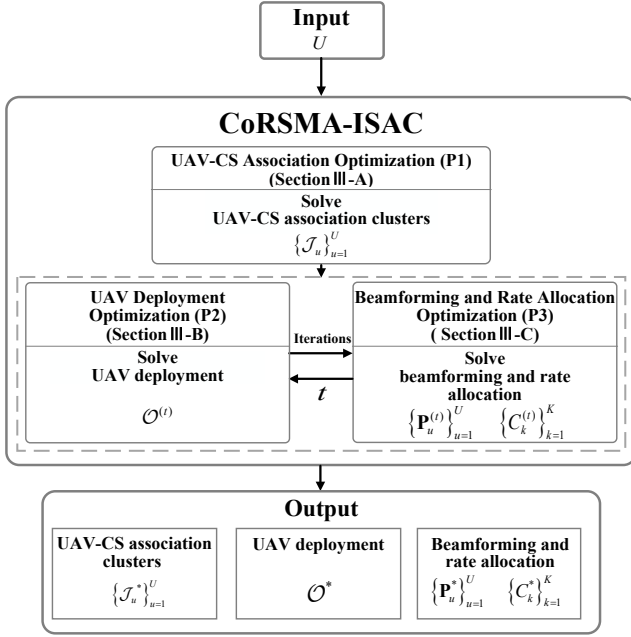 Input
U
CoRSMA-ISAC
UAV-CS Association Optimization (P1)
(Section Ⅲ-A)
Solve
UAV-CS association clusters
{𝒥_u}_{u=1}^U
UAV Deployment
Optimization (P2)
(Section Ⅲ-B)
Solve
UAV deployment
𝒪^{(t)}
Iterations
t
Beamforming and Rate Allocation
Optimization (P3)
( Section Ⅲ-C)
Solve
beamforming and rate
allocation
{𝐏_u^{(t)}}_{u=1}^U {C_k^{(t)}}_{k=1}^K
Output
UAV-CS association
clusters
{𝒥_u^*}_{u=1}^U
UAV deployment
𝒪^*
Beamforming and
rate allocation
{𝐏_u^*}_{u=1}^U {C_k^*}_{k=1}^K